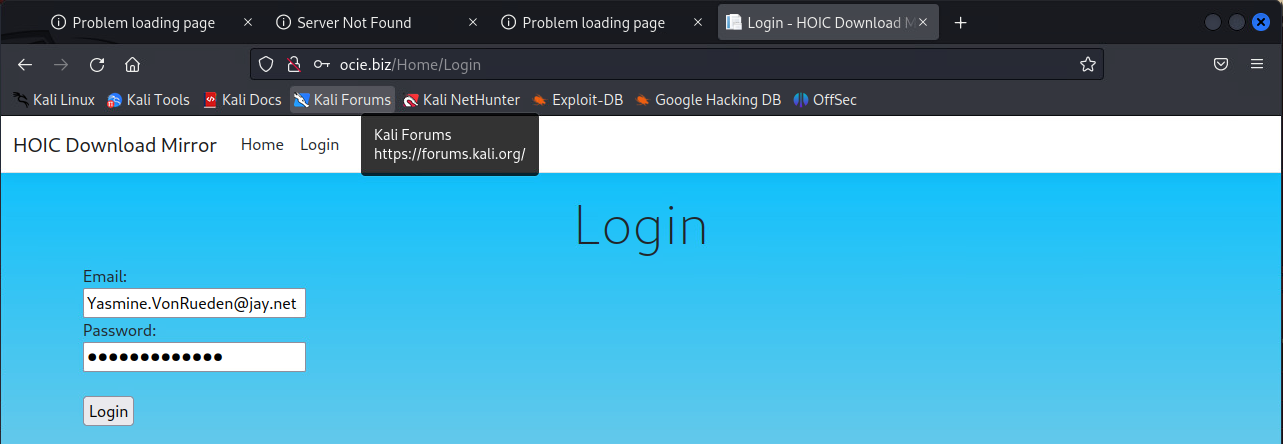 Problem loading page
Server Not Found
Problem loading page
Login - HOIC Download M
ocie.biz/Home/Login
Kali Linux
Kali Tools
Kali Docs
Kali Forums
Kali NetHunter
Exploit-DB
Google Hacking DB
OffSec
Kali Forums
https://forums.kali.org/
HOIC Download Mirror
Home
Login
Login
Email:
Yasmine.VonRueden@jay.net
Password:
●●●●●●●●●●●●●
Login